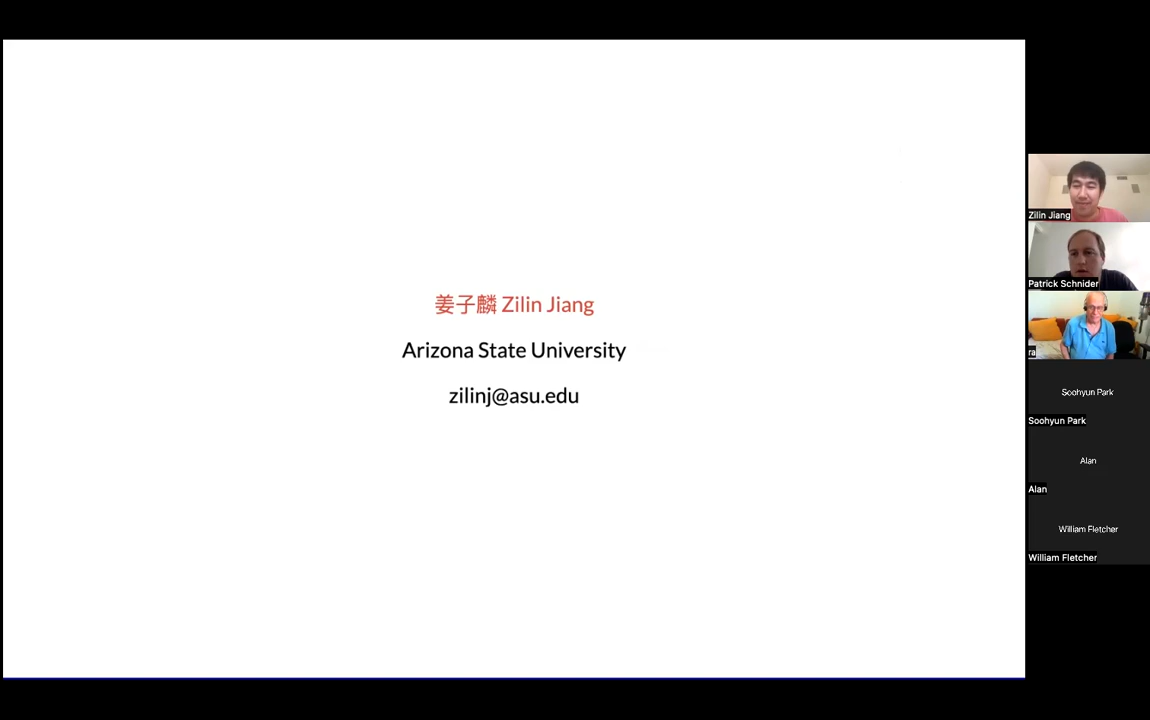 姜子麟 Zilin Jiang
Arizona State University
zilinj@asu.edu
Zilin Jiang
Patrick Schnider
ra
Soohyun Park
Soohyun Park
Alan
Alan
William Fletcher
William Fletcher